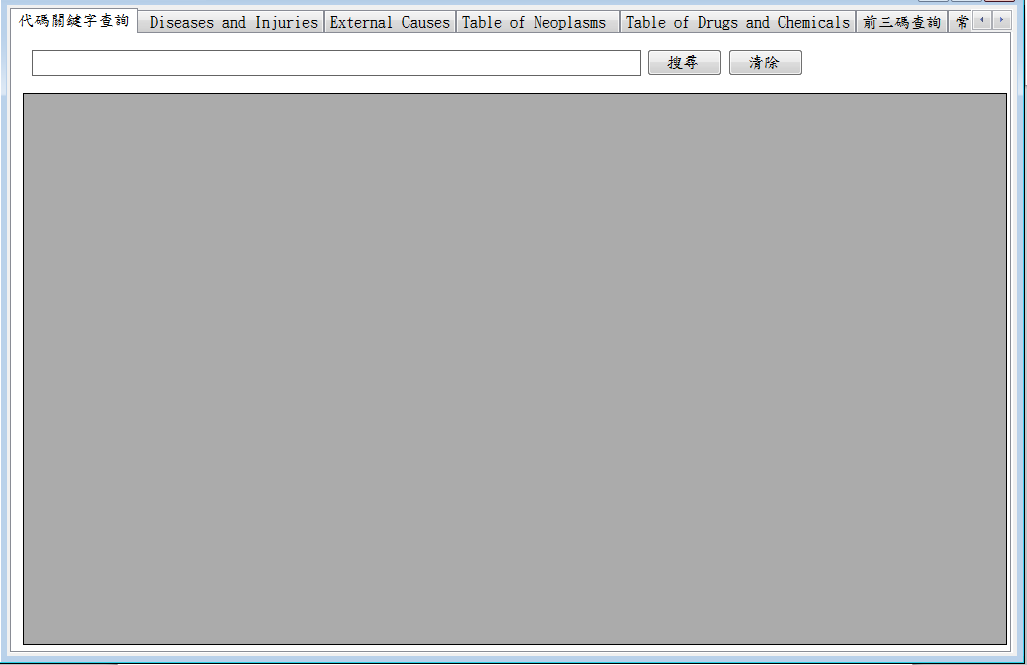 代碼關鍵字查詢 Diseases and Injuries External Causes Table of Neoplasms Table of Drugs and Chemicals 前三碼查詢 常
搜尋 清除